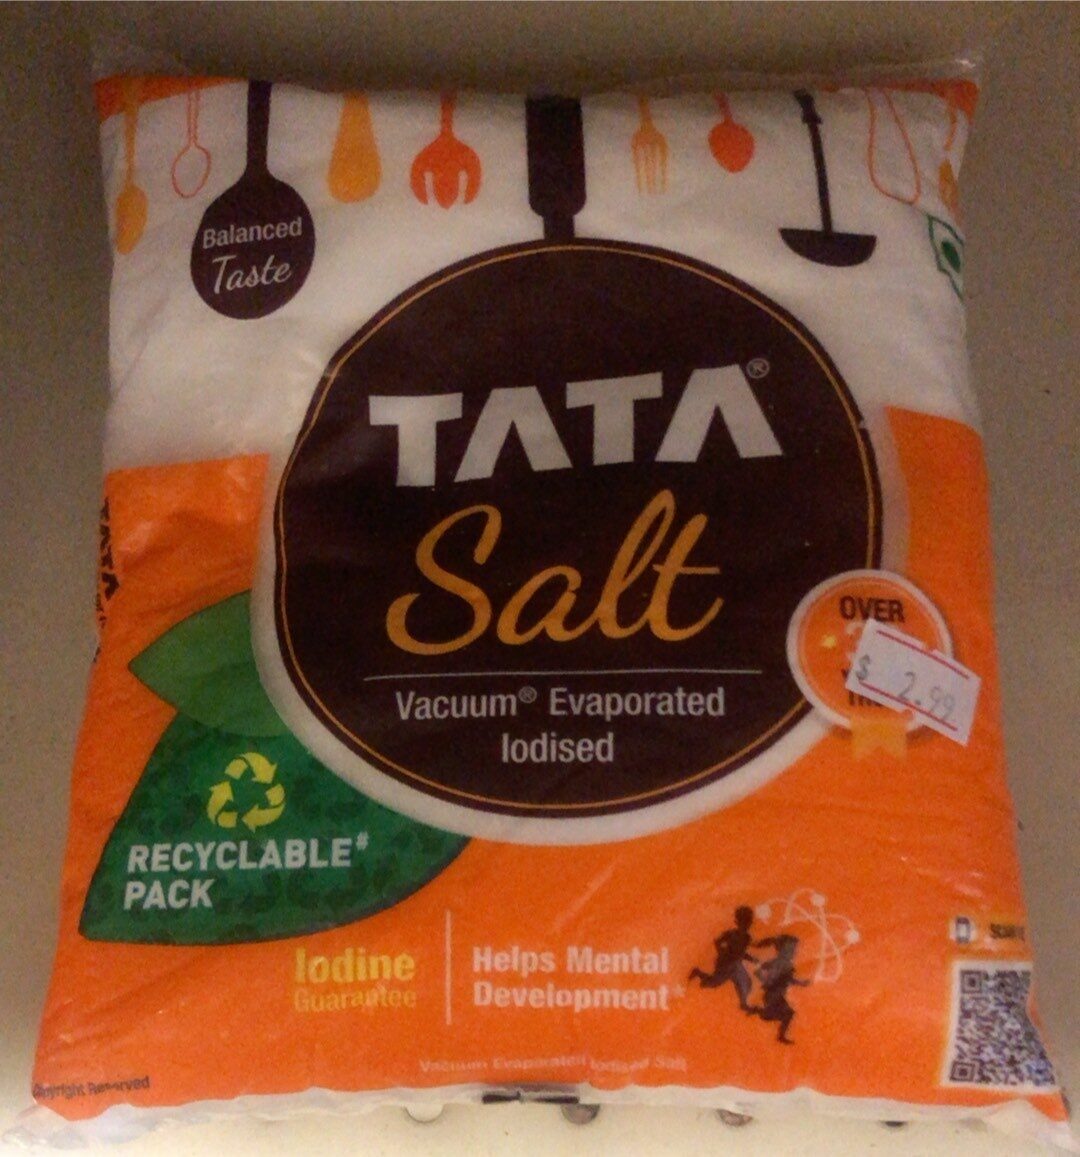 Balanced
Taste
TATA®
Salt
Vacuum® Evaporated
Iodised
OVER
$ 2.99
RECYCLABLE#
PACK
Iodine
Guarantee
Helps Mental
Development*
Vacuum Evaporated Iodised Salt
Reserved
TATA